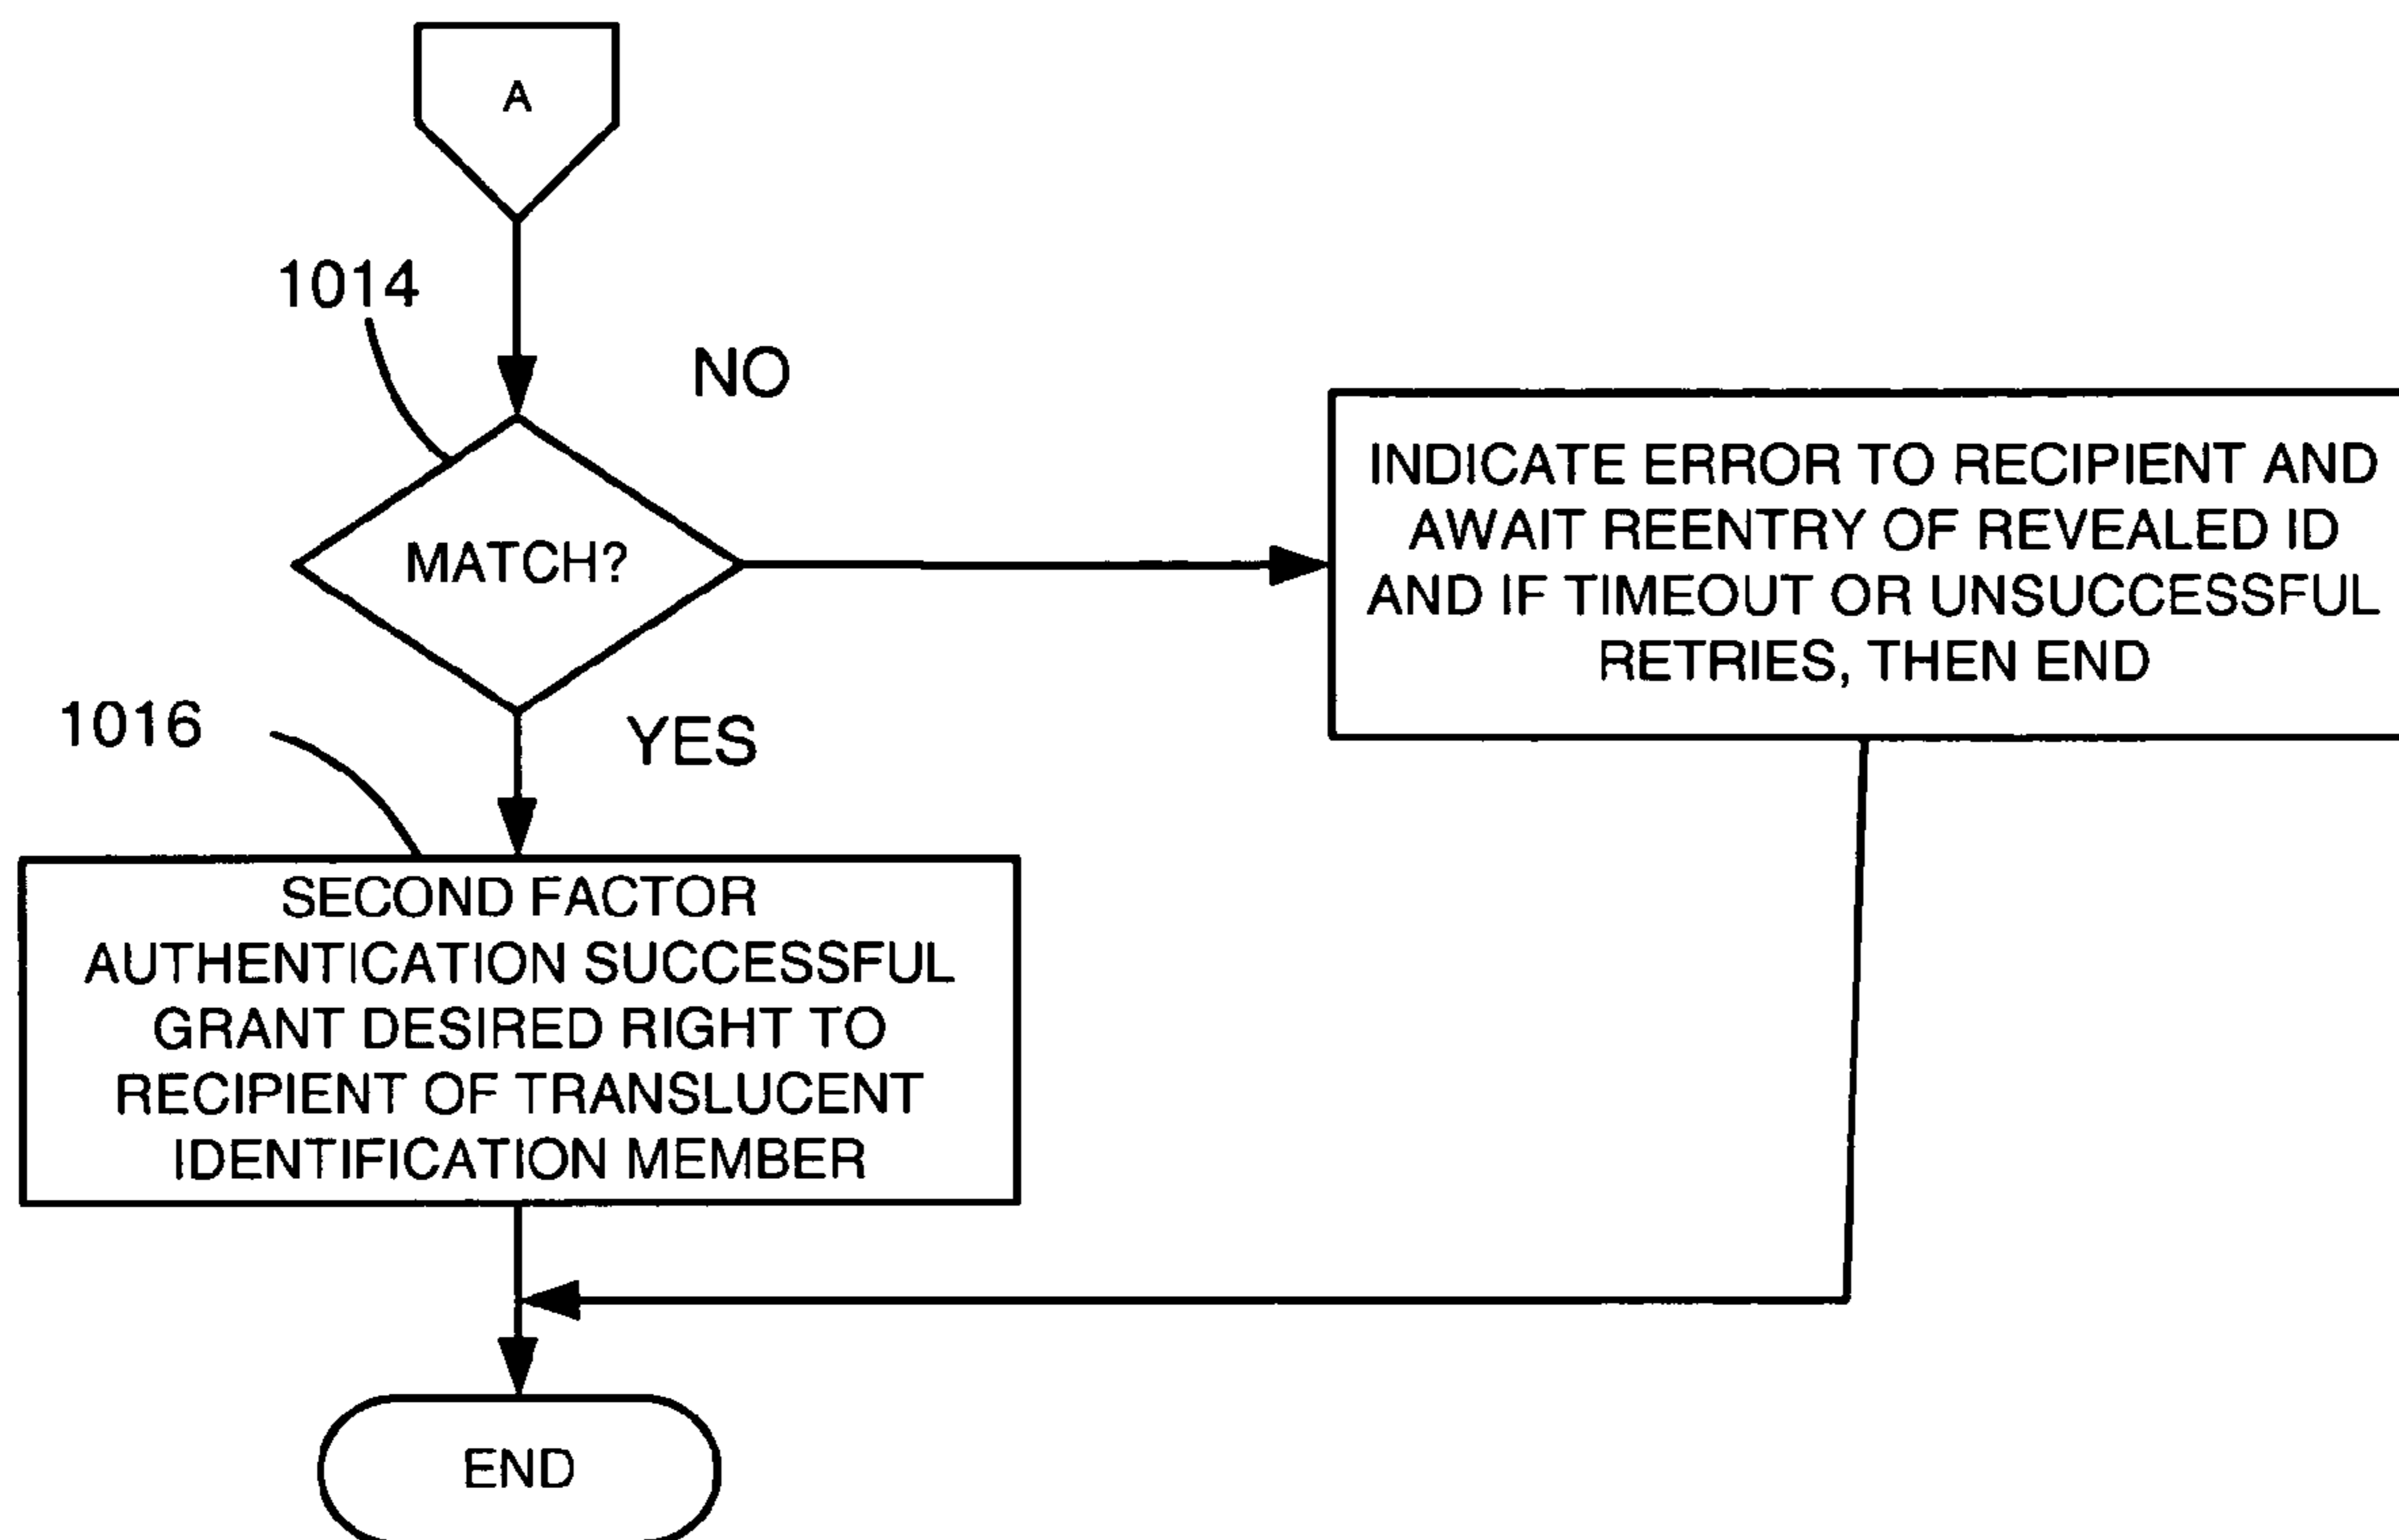 A
1014
NO
MATCH?
INDICATE ERROR TO RECIPIENT AND
AWAIT REENTRY OF REVEALED ID
AND IF TIMEOUT OR UNSUCCESSFUL
RETRIES, THEN END
1016
YES
SECOND FACTOR
AUTHENTICATION SUCCESSFUL
GRANT DESIRED RIGHT TO
RECIPIENT OF TRANSLUCENT
IDENTIFICATION MEMBER
END